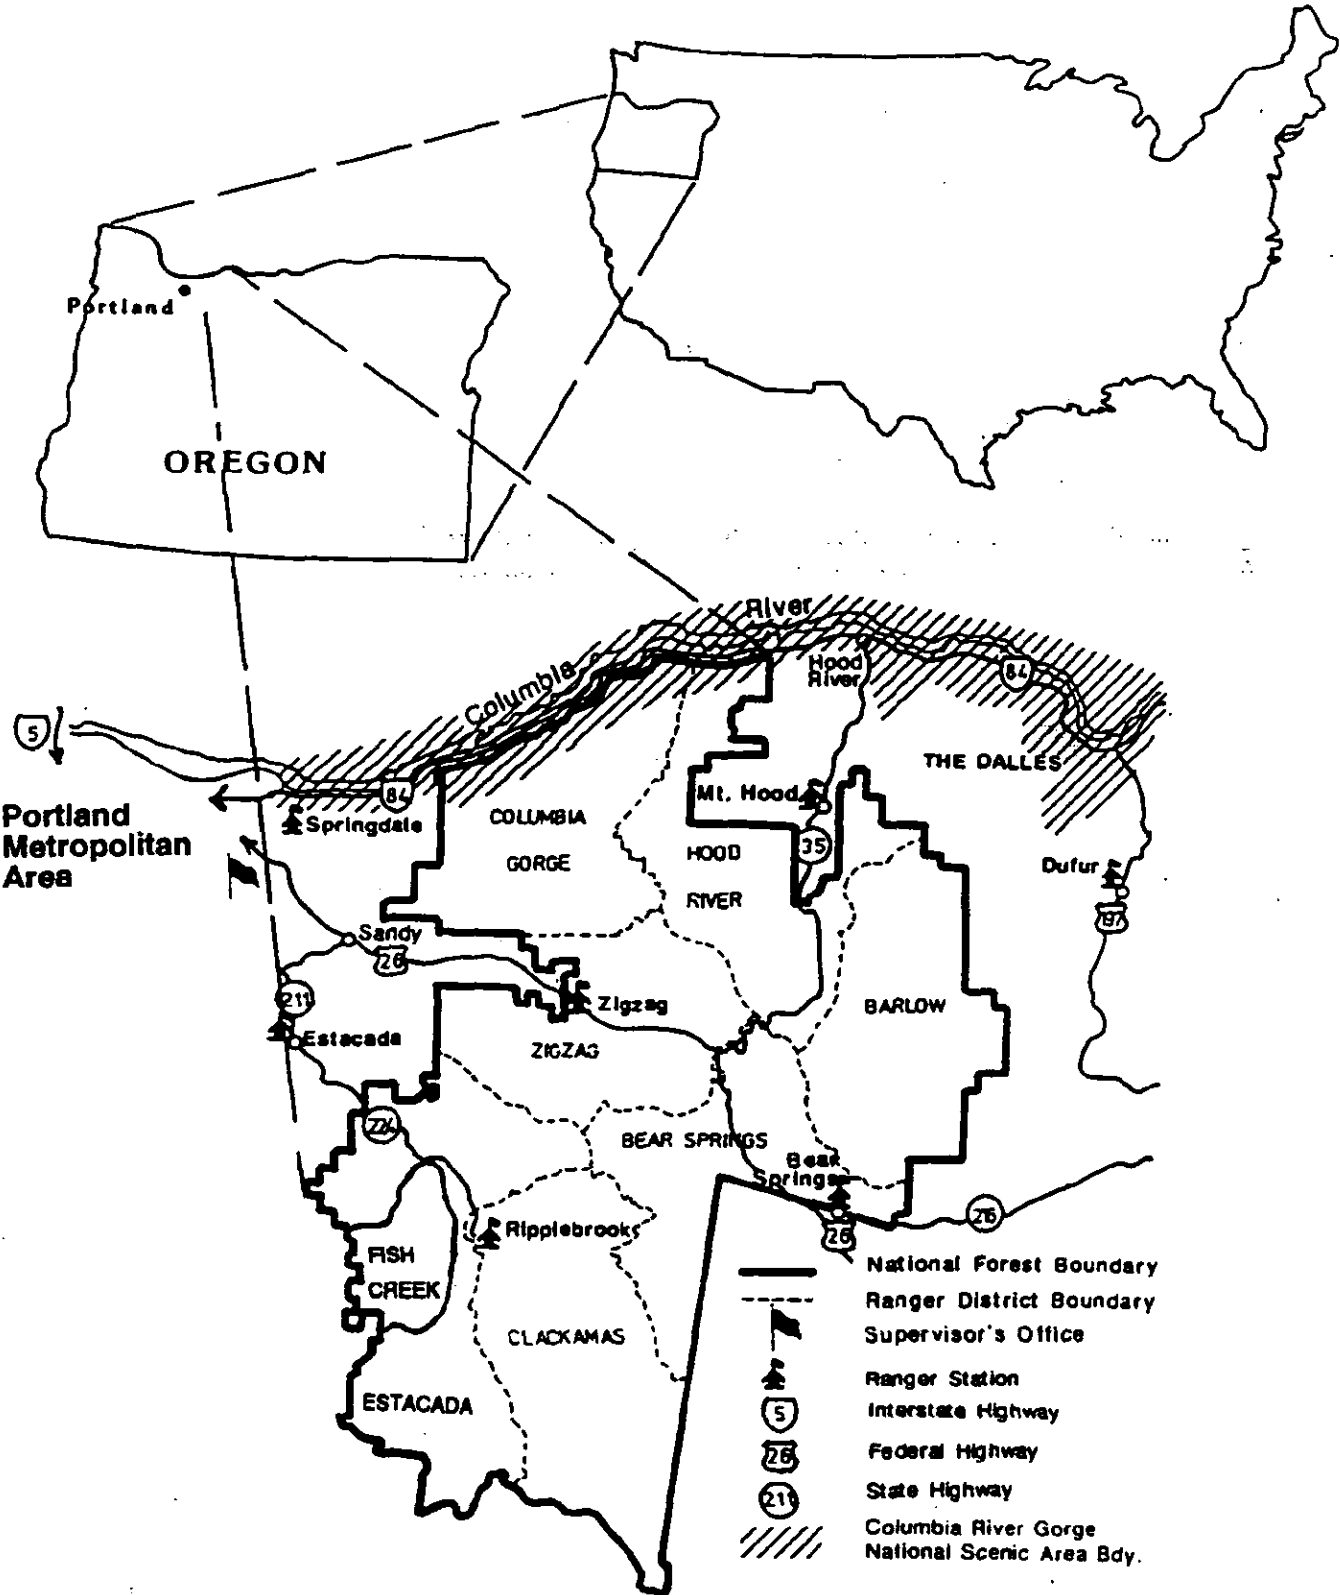 Portland
OREGON
River
Columbia
Hood
River
84
5
THE DALLES
Mt. Hood
84
Portland
Metropolitan
Area
Springdale
COLUMBIA
GORGE
HOOD
RIVER
35
Dufur
197
Sandy
26
211
Zigzag
BARLOW
Estacada
ZIGZAG
224
BEAR SPRINGS
Bear
Springs
216
26
Ripplebrook
FISH
CREEK
CLACKAMAS
ESTACADA
National Forest Boundary
Ranger District Boundary
Supervisor's Office
Ranger Station
5
Interstate Highway
26
Federal Highway
211
State Highway
Columbia River Gorge
National Scenic Area Bdy.